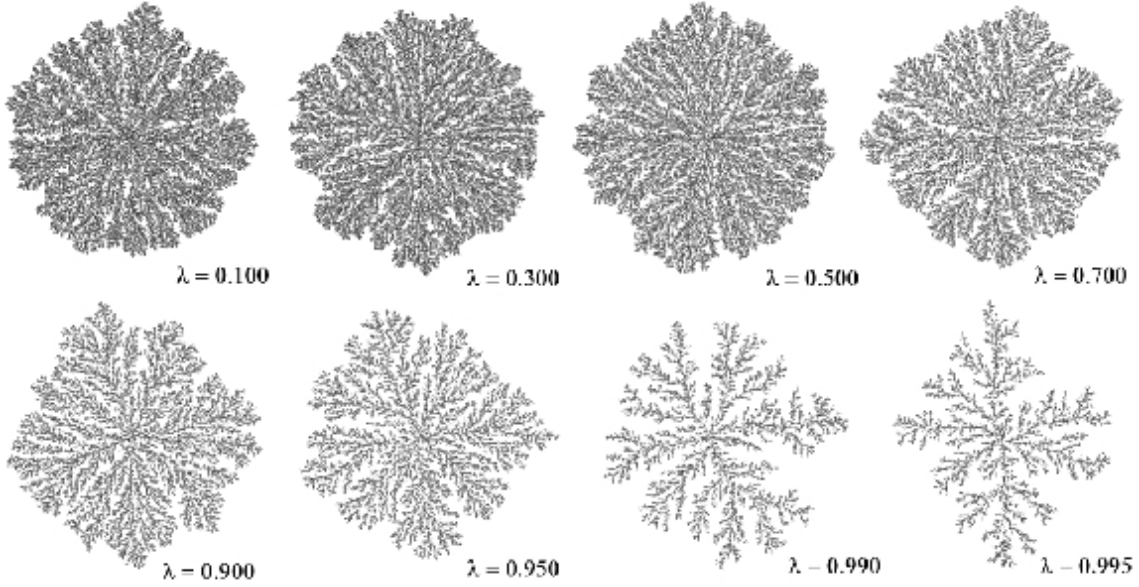 λ = 0.100
λ = 0.300
λ = 0.500
λ = 0.700
λ = 0.900
λ = 0.950
λ – 0.990
λ – 0.995